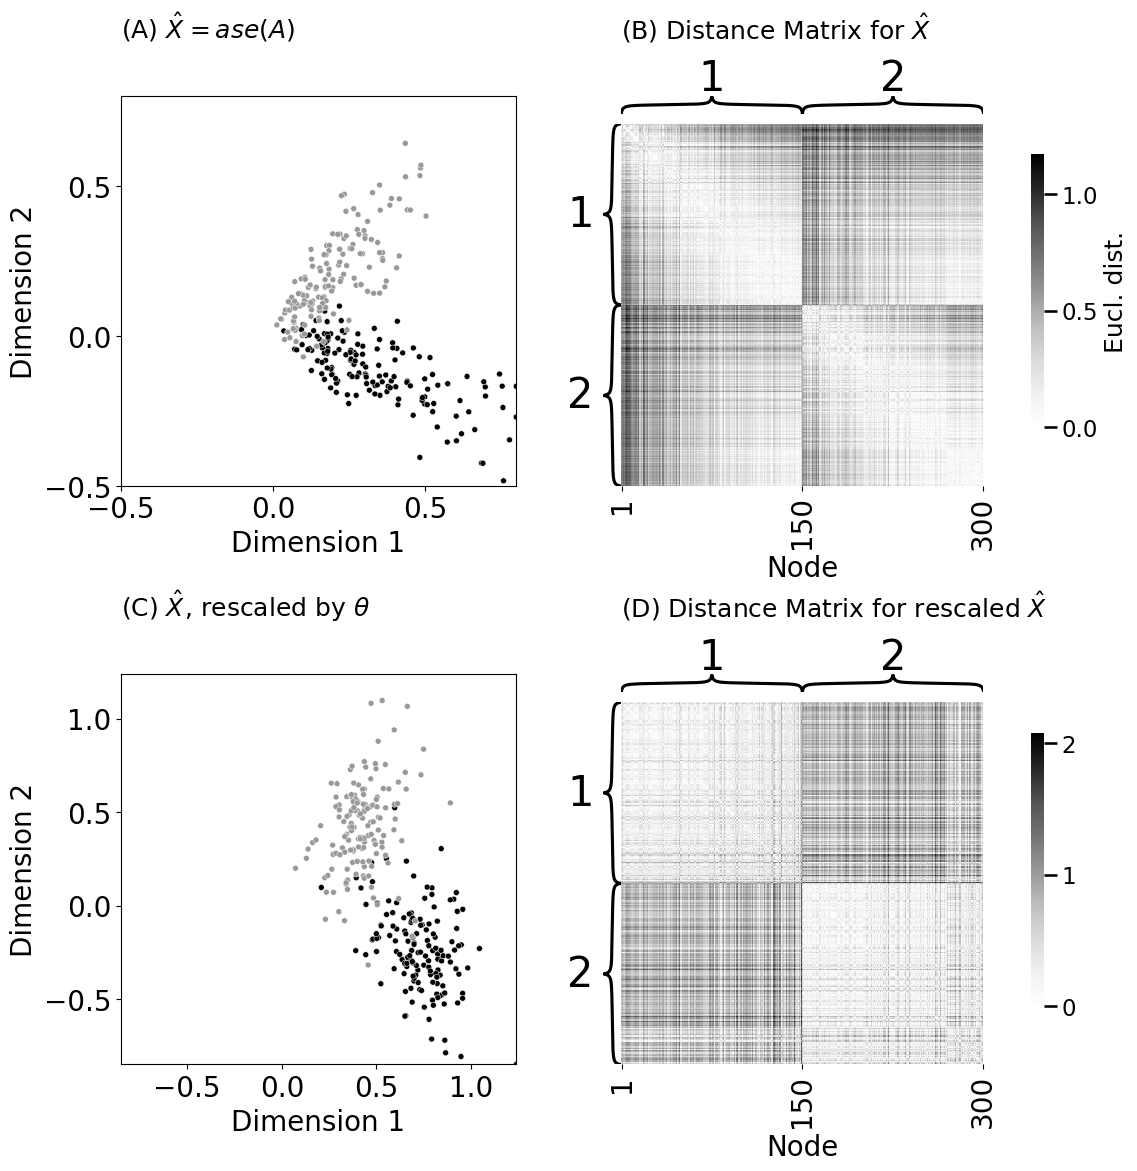 (A) X̂ = ase(A)
(B) Distance Matrix for X̂
1 2
0.5
0.0
−0.5
Dimension 2
−0.5 0.0 0.5
Dimension 1
1
2
1 150 300
Node
1.0
0.5
0.0
Eucl. dist.
(C) X̂, rescaled by θ
(D) Distance Matrix for rescaled X̂
1 2
1.0
0.5
0.0
−0.5
Dimension 2
−0.5 0.0 0.5 1.0
Dimension 1
1
2
1 150 300
Node
2
1
0